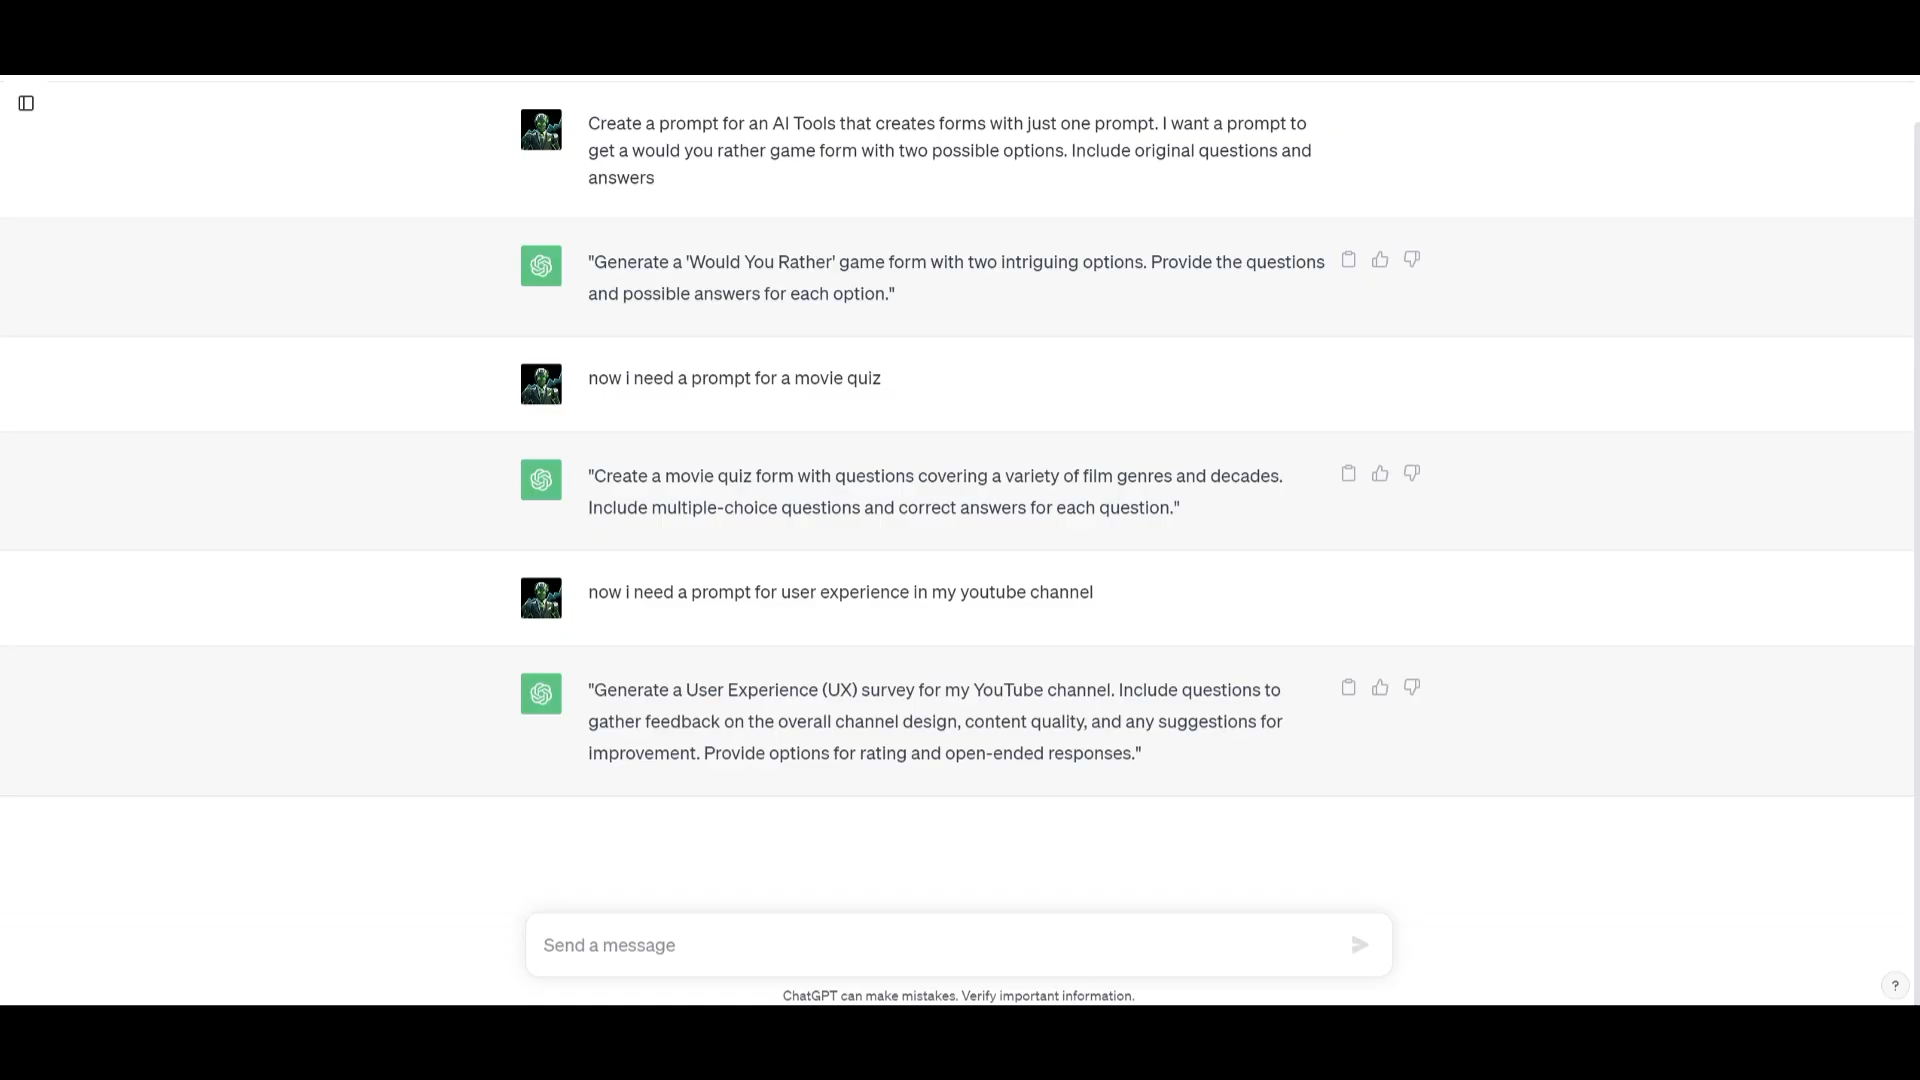 Create a prompt for an AI Tools that creates forms with just one prompt. I want a prompt to
get a would you rather game form with two possible options. Include original questions and
answers
"Generate a 'Would You Rather' game form with two intriguing options. Provide the questions
and possible answers for each option."
now i need a prompt for a movie quiz
"Create a movie quiz form with questions covering a variety of film genres and decades.
Include multiple-choice questions and correct answers for each question."
now i need a prompt for user experience in my youtube channel
"Generate a User Experience (UX) survey for my YouTube channel. Include questions to
gather feedback on the overall channel design, content quality, and any suggestions for
improvement. Provide options for rating and open-ended responses."
Send a message
ChatGPT can make mistakes. Verify important information.
?